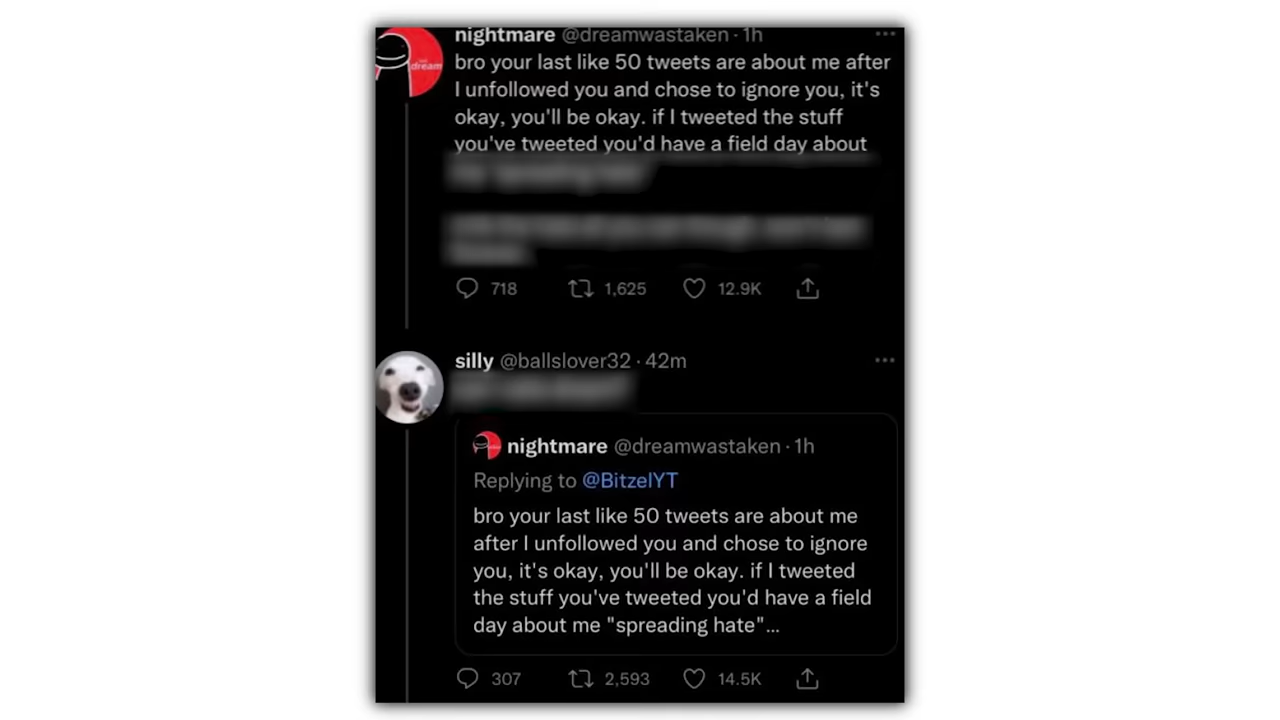 nightmare @dreamwastaken · 1h
dream
bro your last like 50 tweets are about me after
I unfollowed you and chose to ignore you, it's
okay, you'll be okay. if I tweeted the stuff
you've tweeted you'd have a field day about
718 1,625 12.9K
silly @ballslover32 · 42m
nightmare @dreamwastaken · 1h
Replying to @BitzelYT
bro your last like 50 tweets are about me
after I unfollowed you and chose to ignore
you, it's okay, you'll be okay. if I tweeted
the stuff you've tweeted you'd have a field
day about me "spreading hate"...
307 2,593 14.5K